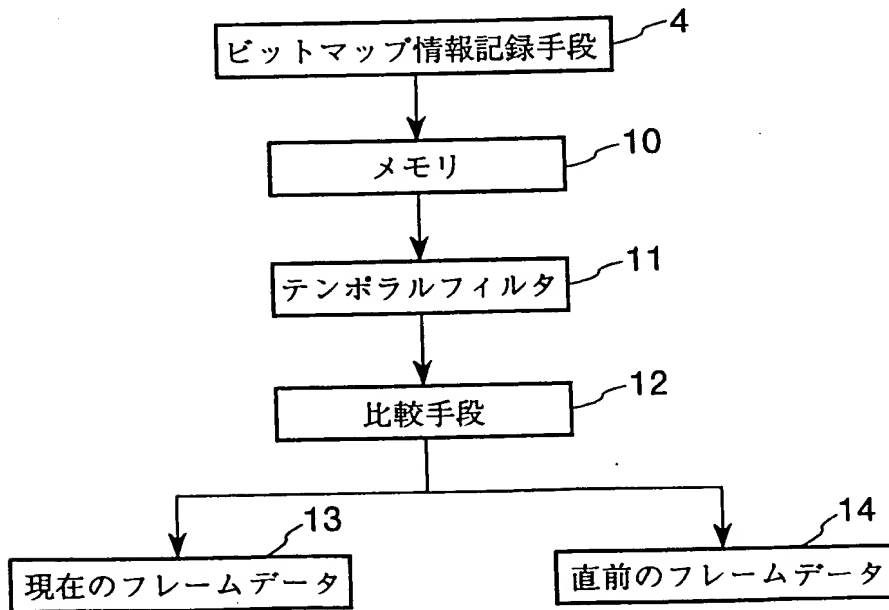 4
ビットマップ情報記録手段
10
メモリ
11
テンポラルフィルタ
12
比較手段
13
現在のフレームデータ
14
直前のフレームデータ